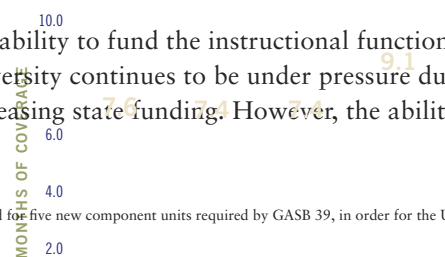 10.0
ability to fund the instructional function
9.1
versity continues to be under pressure du
easing state funding. However, the abilit
7.6 7.4 7.4
6.0
4.0
d for five new component units required by GASB 39, in order for the U
2.0
MONTHS OF COVERAGE